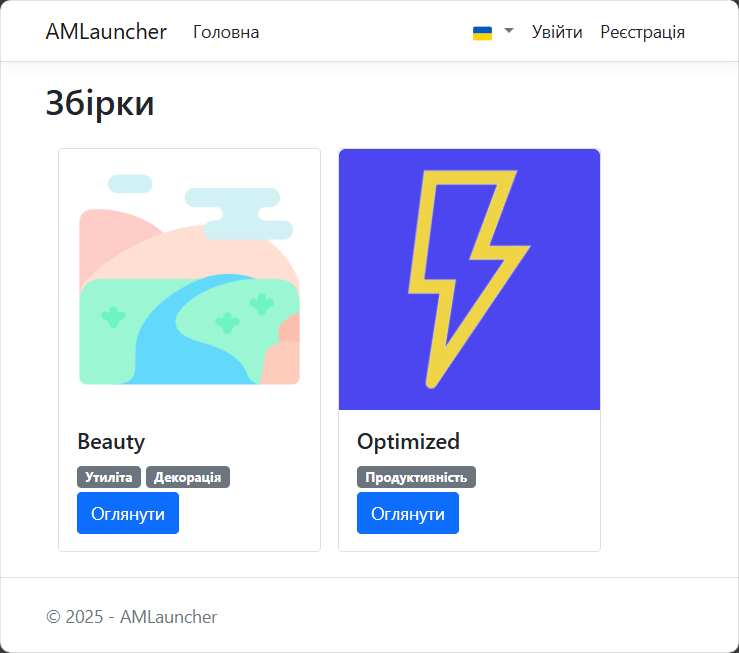 AMLauncher Головна Увійти Реєстрація
Збірки
Beauty
Утиліта Декорація
Оглянути
Optimized
Продуктивність
Оглянути
© 2025 - AMLauncher